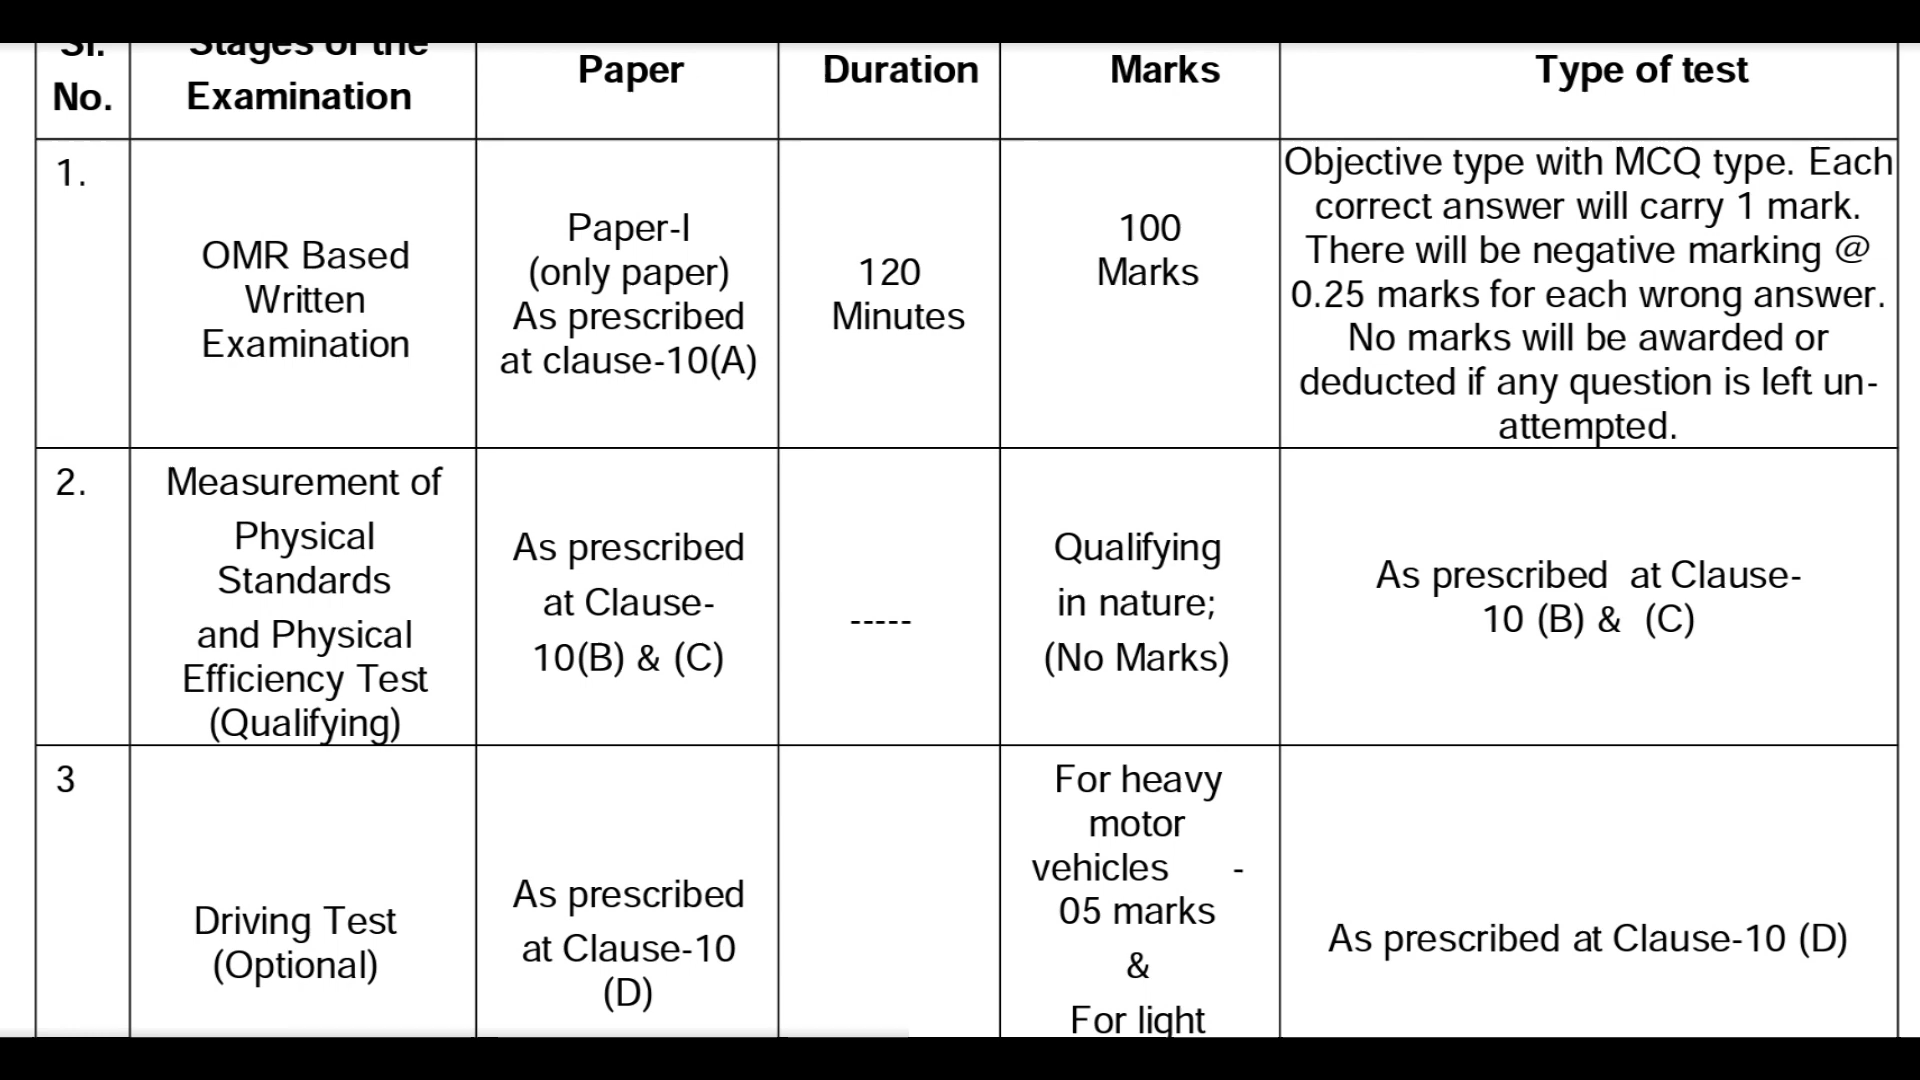 Sl.
No.
Stages of the
Examination
Paper
Duration
Marks
Type of test
1.
OMR Based
Written
Examination
Paper-I
(only paper)
As prescribed
at clause-10(A)
120
Minutes
100
Marks
Objective type with MCQ type. Each
correct answer will carry 1 mark.
There will be negative marking @
0.25 marks for each wrong answer.
No marks will be awarded or
deducted if any question is left un-
attempted.
2.
Measurement of
Physical
Standards
and Physical
Efficiency Test
(Qualifying)
As prescribed
at Clause-
10(B) & (C)
-----
Qualifying
in nature;
(No Marks)
As prescribed at Clause-
10 (B) & (C)
3
Driving Test
(Optional)
As prescribed
at Clause-10
(D)
For heavy
motor
vehicles -
05 marks
&
For light
As prescribed at Clause-10 (D)